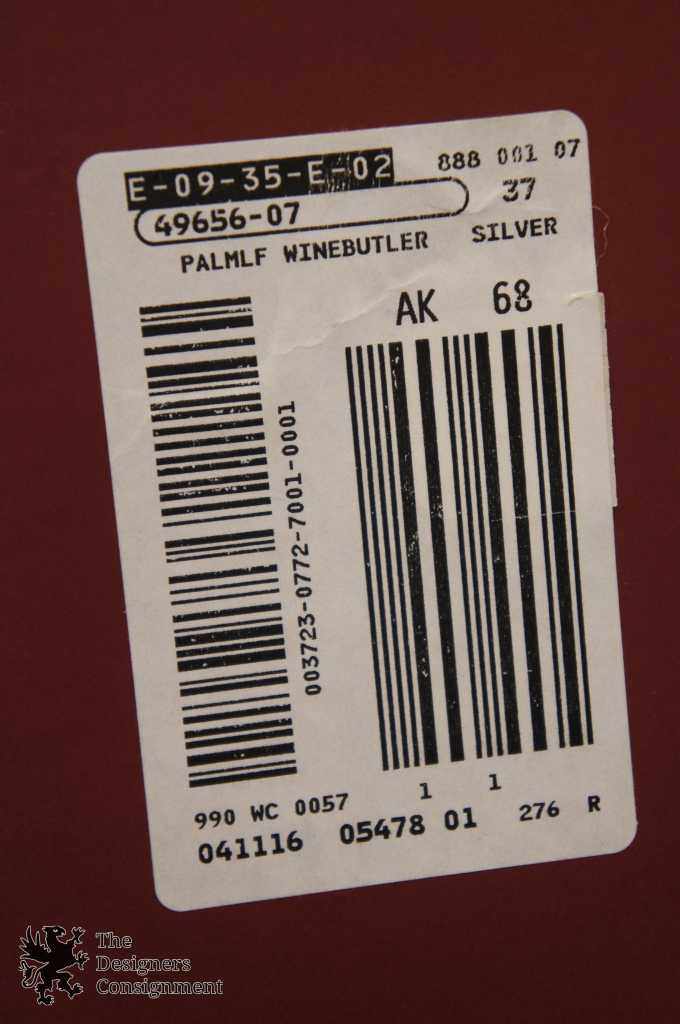 E-09-35-E-02 888 001 07
49656-07 37
PALMLF WINEBUTLER SILVER
AK 68
003723-0772-7001-0001
1 1
990 WC 0057 276 R
041116 05478 01
The
Designers
Consignment